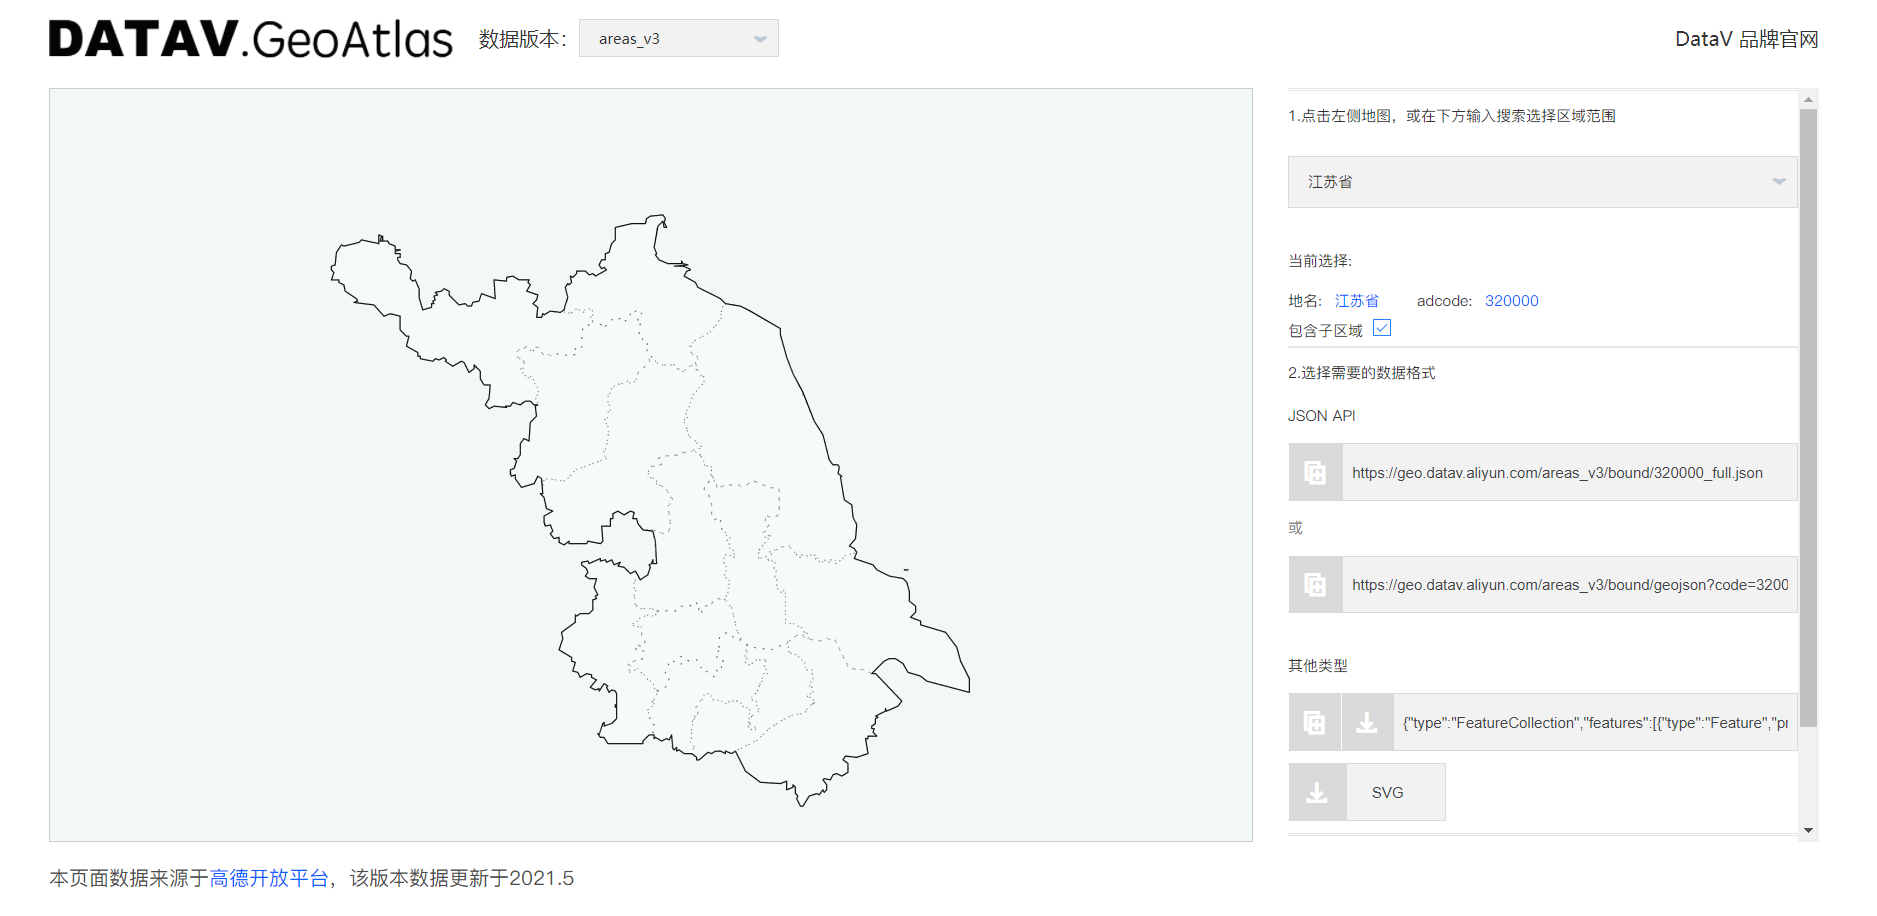 DATAV.GeoAtlas
数据版本：
areas_v3
DataV 品牌官网
1.点击左侧地图，或在下方输入搜索选择区域范围
江苏省
当前选择:
地名: 江苏省 adcode: 320000
包含子区域
2.选择需要的数据格式
JSON API
https://geo.datav.aliyun.com/areas_v3/bound/320000_full.json
或
https://geo.datav.aliyun.com/areas_v3/bound/geojson?code=3200
其他类型
{"type":"FeatureCollection","features":[{"type":"Feature","pr
SVG
本页面数据来源于高德开放平台，该版本数据更新于2021.5